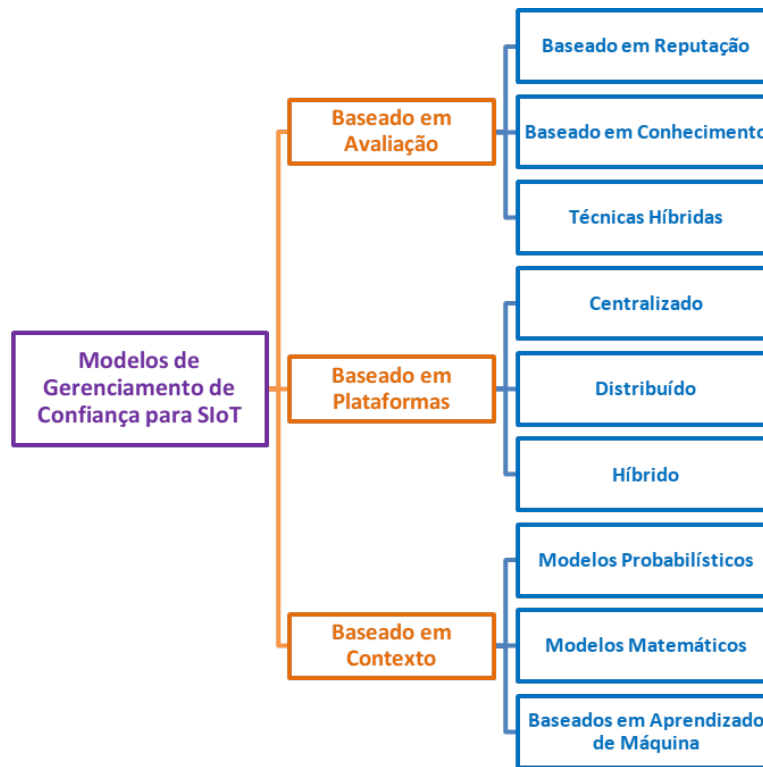 Modelos de
Gerenciamento de
Confiança para SIoT
Baseado em
Avaliação
Baseado em Reputação
Baseado em Conhecimento
Técnicas Híbridas
Baseado em
Plataformas
Centralizado
Distribuído
Híbrido
Baseado em
Contexto
Modelos Probabilísticos
Modelos Matemáticos
Baseados em Aprendizado
de Máquina